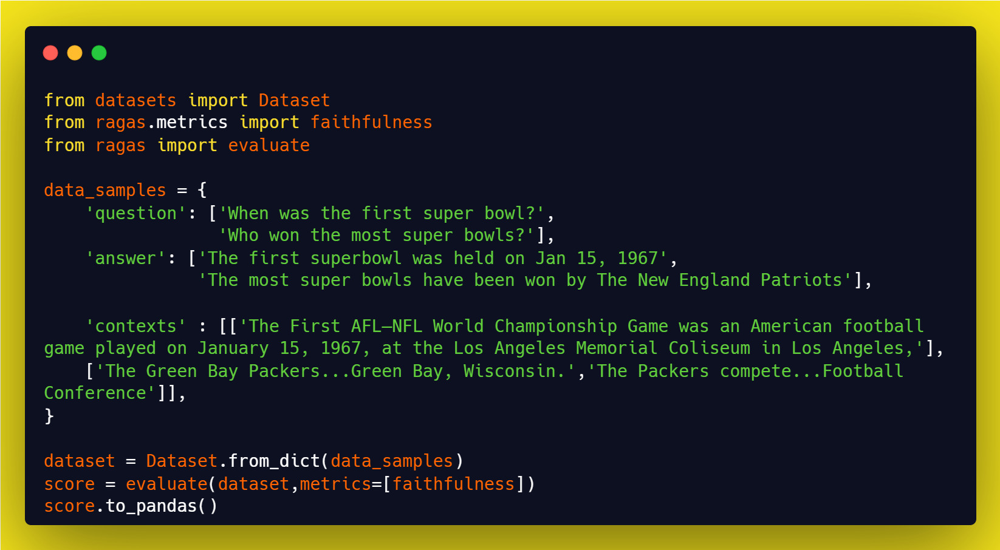 from datasets import Dataset
from ragas.metrics import faithfulness
from ragas import evaluate

data_samples = {
    'question': ['When was the first super bowl?',
                 'Who won the most super bowls?'],
    'answer': ['The first superbowl was held on Jan 15, 1967',
               'The most super bowls have been won by The New England Patriots'],

    'contexts' : [['The First AFL–NFL World Championship Game was an American football
game played on January 15, 1967, at the Los Angeles Memorial Coliseum in Los Angeles,'],
    ['The Green Bay Packers...Green Bay, Wisconsin.','The Packers compete...Football
Conference']],
}

dataset = Dataset.from_dict(data_samples)
score = evaluate(dataset,metrics=[faithfulness])
score.to_pandas()